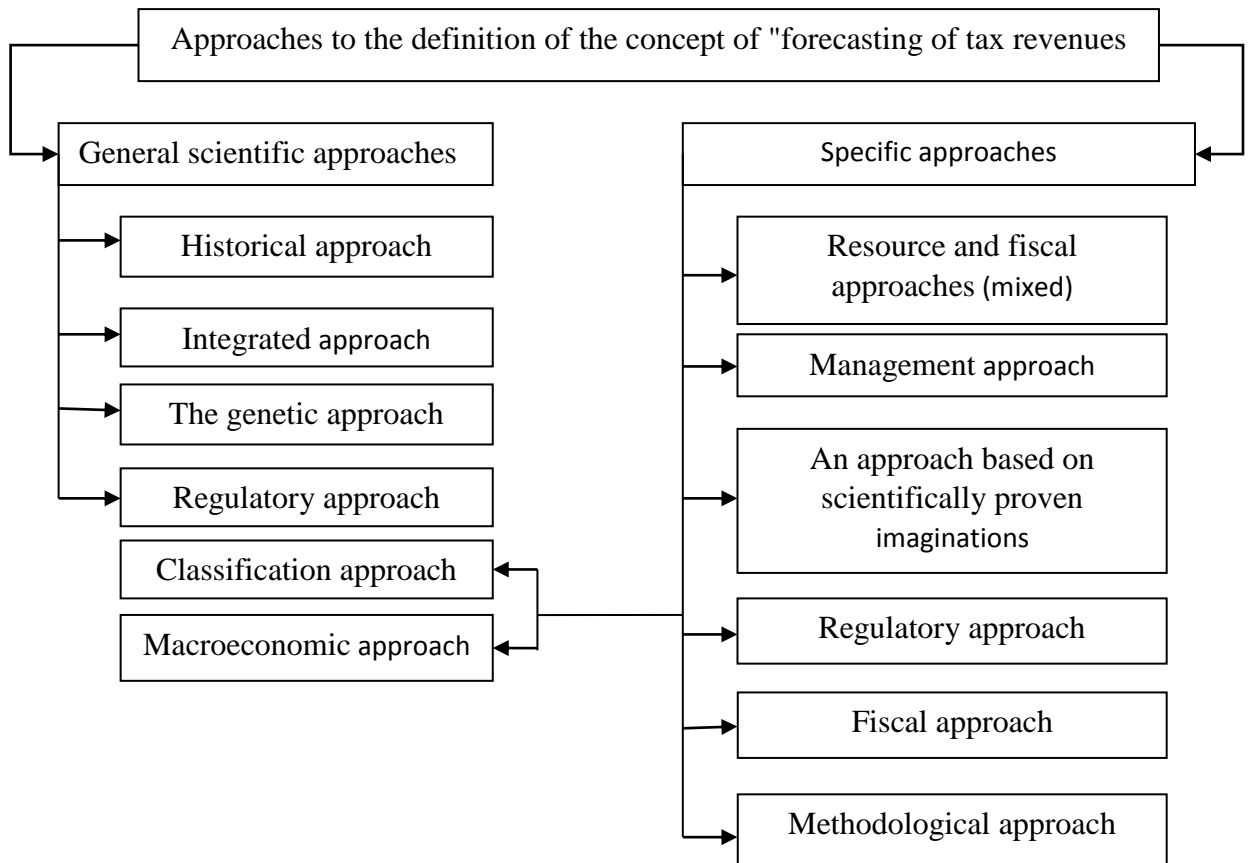 Approaches to the definition of the concept of "forecasting of tax revenues
General scientific approaches
Historical approach
Integrated approach
The genetic approach
Regulatory approach
Classification approach
Macroeconomic approach
Specific approaches
Resource and fiscal
approaches (mixed)
Management approach
An approach based on
scientifically proven
imaginations
Regulatory approach
Fiscal approach
Methodological approach